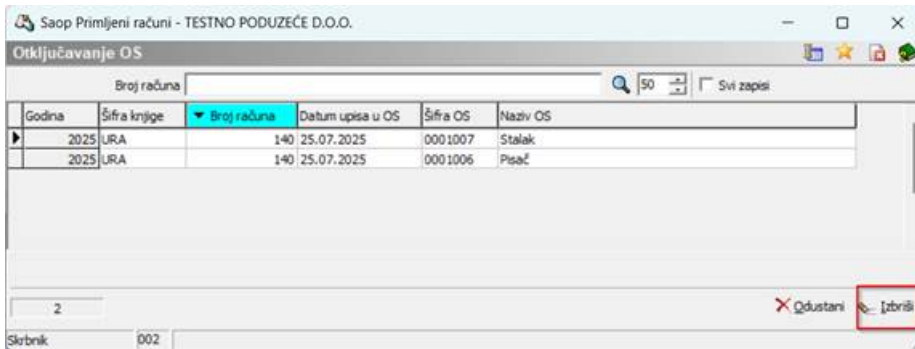 Saop Primljeni računi - TESTNO PODUZEĆE D.O.O.
Otključavanje OS
Broj računa 50 Svi zapisi
Godina Šifra knjige Broj računa Datum upisa u OS Šifra OS Naziv OS
2025 URA 140 25.07.2025 0001007 Stalak
2025 URA 140 25.07.2025 0001006 Pisač
2 Odustani Izbriši
Skrbnik 002